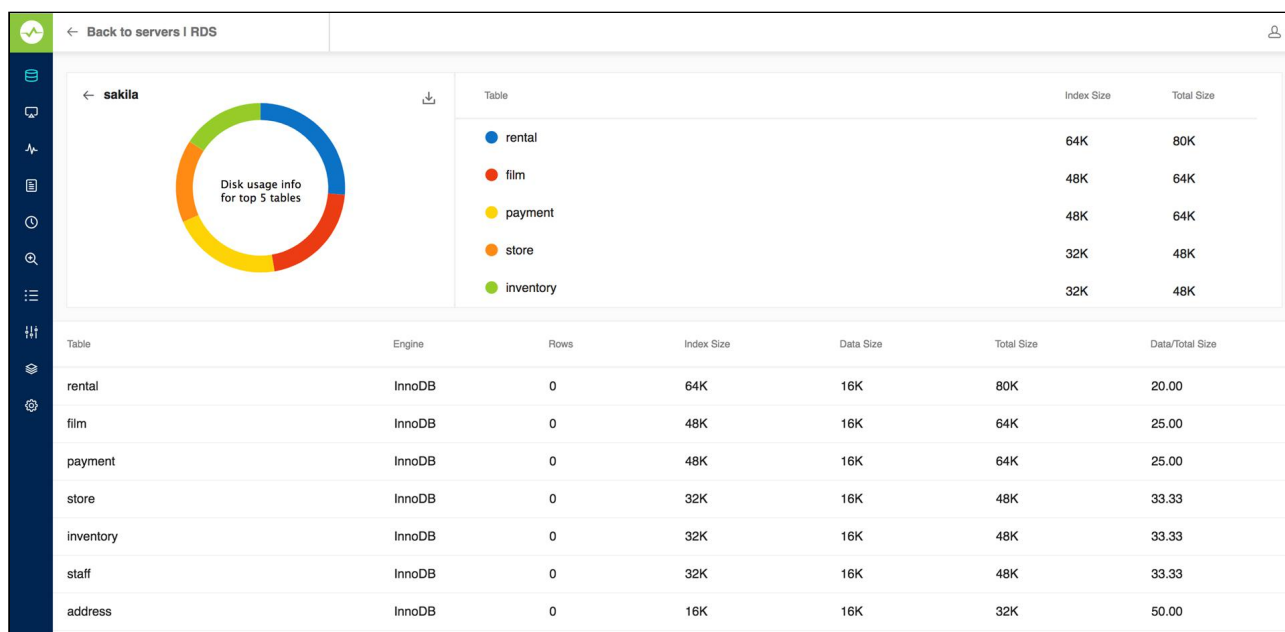 ← Back to servers | RDS
← sakila
Disk usage info
for top 5 tables
Table Index Size Total Size
rental 64K 80K
film 48K 64K
payment 48K 64K
store 32K 48K
inventory 32K 48K
Table Engine Rows Index Size Data Size Total Size Data/Total Size
rental InnoDB 0 64K 16K 80K 20.00
film InnoDB 0 48K 16K 64K 25.00
payment InnoDB 0 48K 16K 64K 25.00
store InnoDB 0 32K 16K 48K 33.33
inventory InnoDB 0 32K 16K 48K 33.33
staff InnoDB 0 32K 16K 48K 33.33
address InnoDB 0 16K 16K 32K 50.00